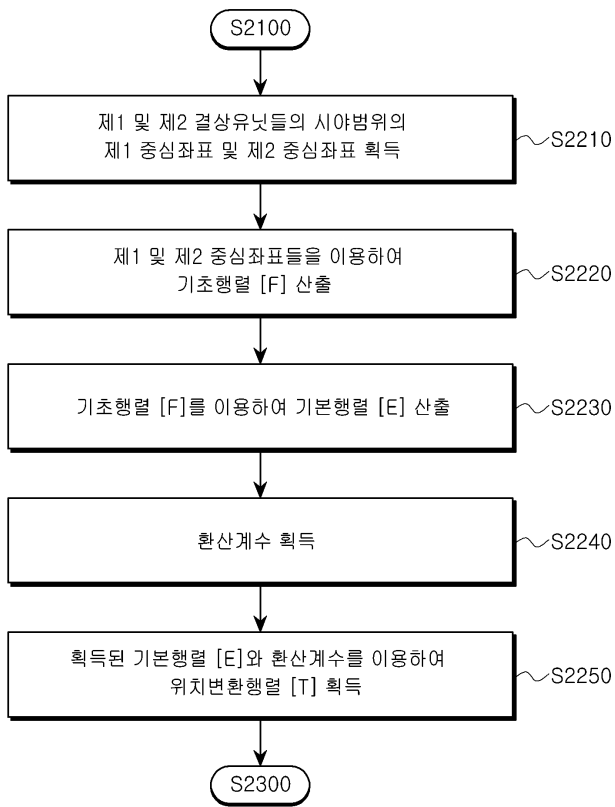 S2100
제1 및 제2 결상유닛들의 시야범위의
제1 중심좌표 및 제2 중심좌표 획득
S2210
제1 및 제2 중심좌표들을 이용하여
기초행렬 [F] 산출
S2220
기초행렬 [F]를 이용하여 기본행렬 [E] 산출
S2230
환산계수 획득
S2240
획득된 기본행렬 [E]와 환산계수를 이용하여
위치변환행렬 [T] 획득
S2250
S2300